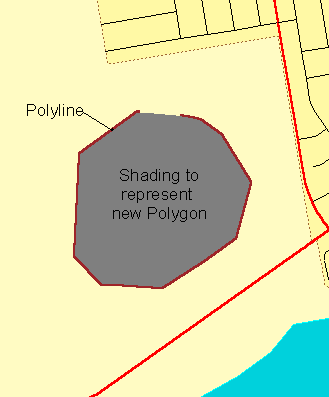 Polyline
Shading to
represent
new Polygon